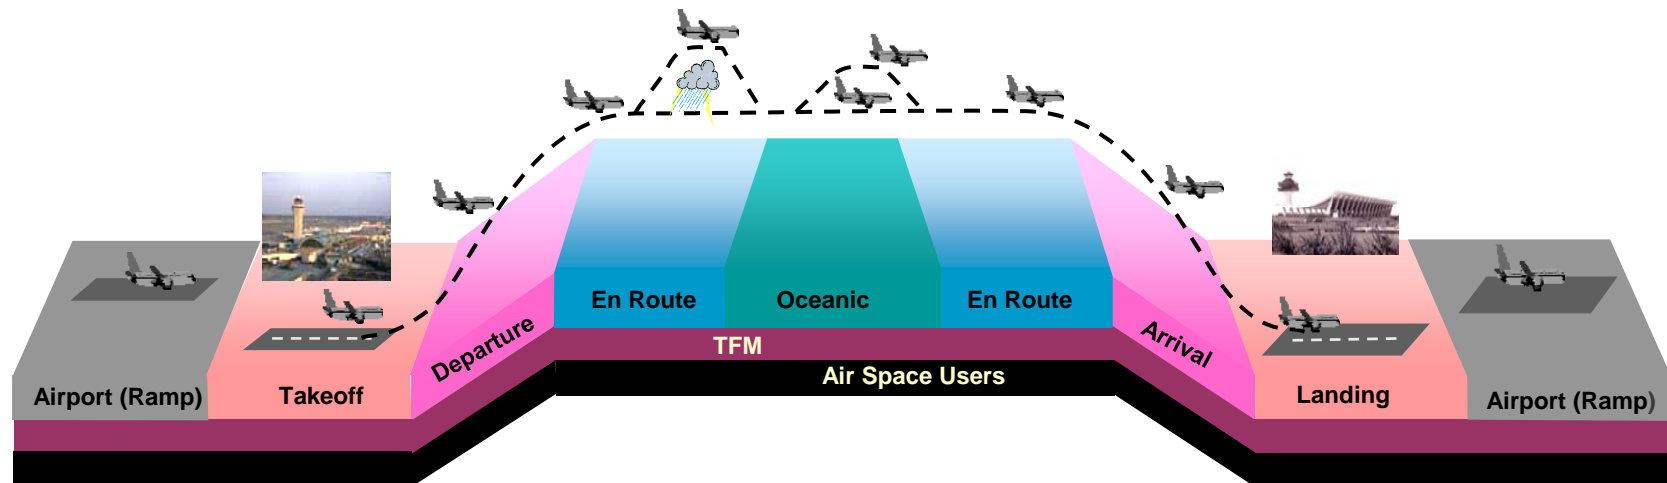 En Route
Oceanic
En Route
Departure
Arrival
TFM
Air Space Users
Airport (Ramp)
Takeoff
Landing
Airport (Ramp)